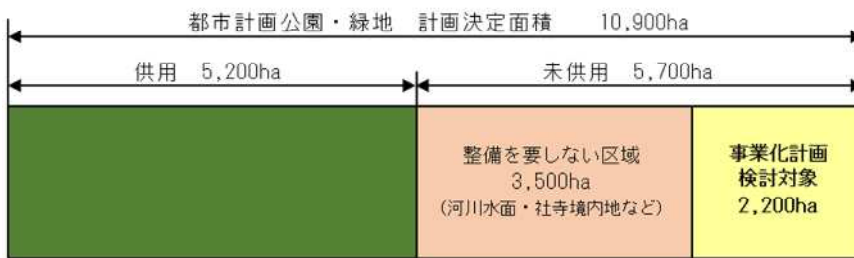 都市計画公園・緑地　計画決定面積　　10,900ha
供用　5,200ha
未供用　5,700ha
整備を要しない区域
3,500ha
（河川水面・社寺境内地など）
事業化計画
検討対象
2,200ha